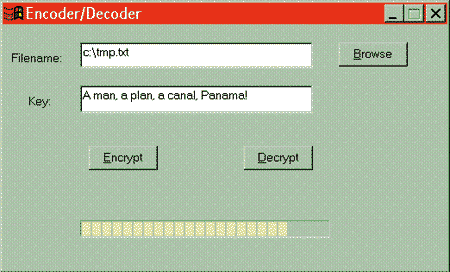 Encoder/Decoder
Filename: c:\tmp.txt Browse
Key: A man, a plan, a canal, Panama!
Encrypt Decrypt